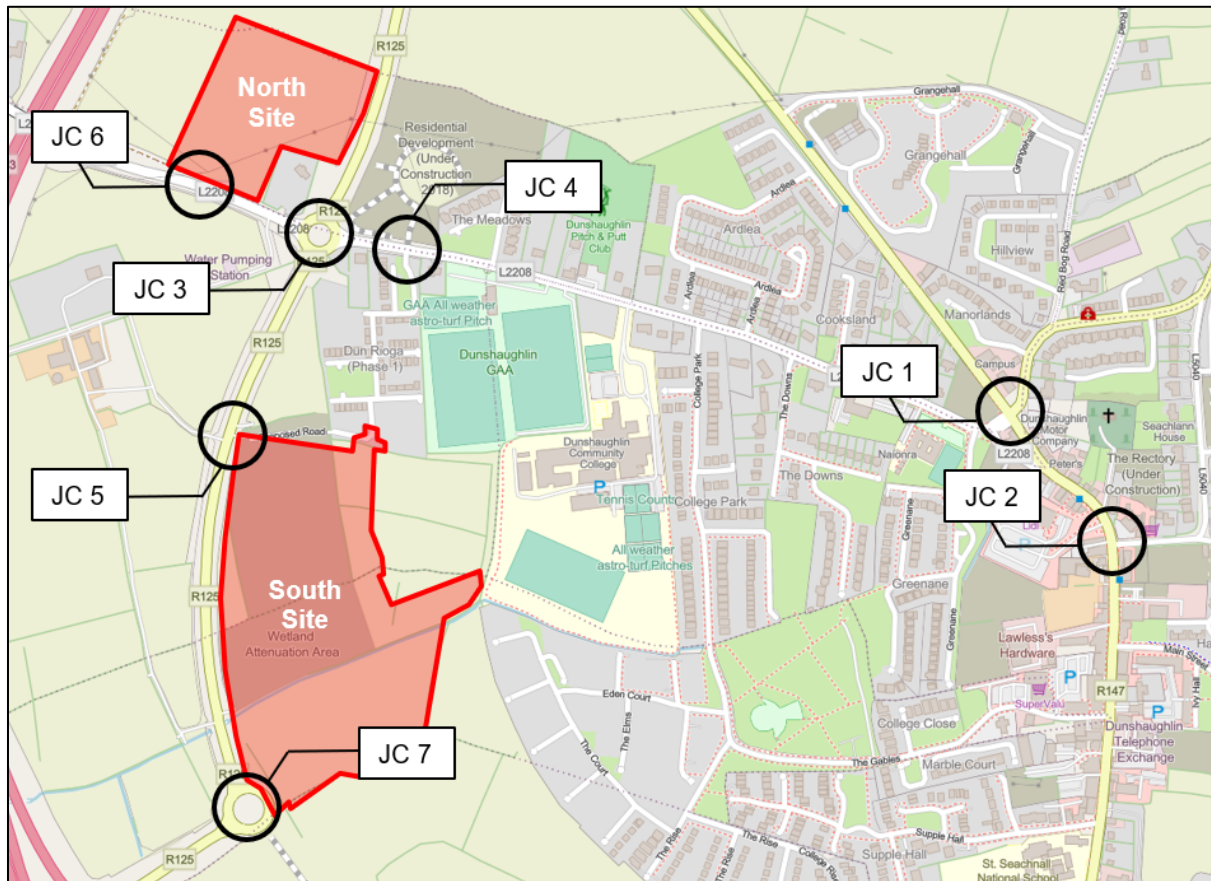 R125
North
Site
Red Bog Road
Grangehall
JC 6
Residential
Development
(Under
Construction
2018)
JC 4
Grangehall
Grangehall
Ardlea
The Meadows
Dunshaughlin
Pitch & Putt
Club
Ardlea
Hillview
L2208
Water Pumping
Station
JC 3
L2208
Ardlea
Ardlea
Manorlands
GAA All weather
astro-turf Pitch
Cooksland
R125
Dunshaughlin
GAA
Dún Ríoga
(Phase 1)
College Park
The Downs
JC 1
Campus
L5040
Dunshaughlin
Motor
Company
Seachlann
House
JC 5
Dunshaughlin
Community
College
P
Naionra
L2208
Peter's
The Rectory
(Under
Construction)
The Downs
JC 2
Tennis Courts
College Park
Greenane
Lidl
P
L5040
All weather
astro-turf Pitches
Greenane
R125
South
Site
Wetland
Attenuation Area
Greenane
Lawless's
Hardware
Main Street
P
Eden Court
The Elms
SuperValu
R147
P
Ivy Hall
College Close
Dunshaughlin
Telephone
Exchange
JC 7
The Court
The Gables
Marble Court
R125
The Rise
The Rise
The Rise
College Rise
Supple Hall
Supple Hall
St. Seachnall
National School